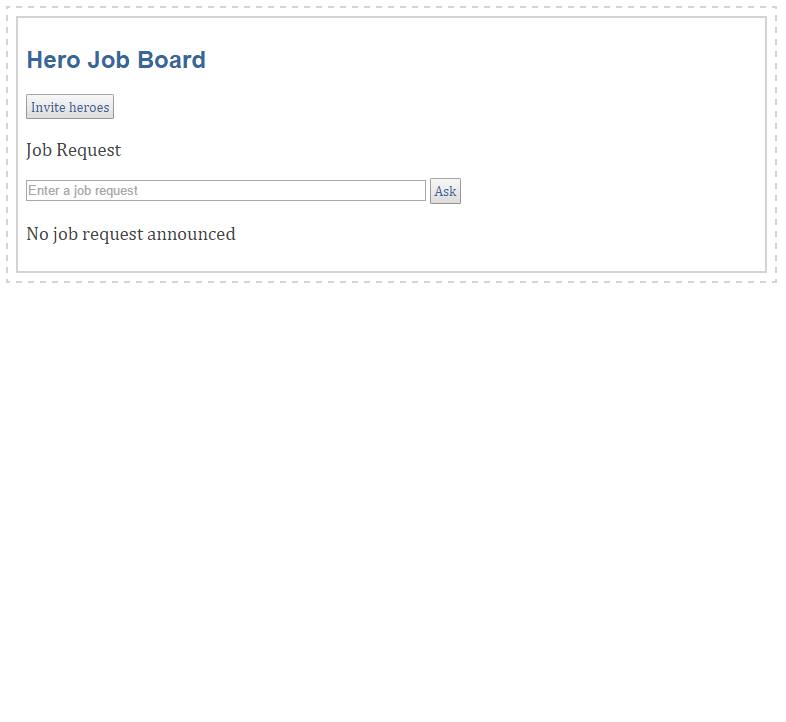 Hero Job Board
Invite heroes
Job Request
Enter a job request Ask
No job request announced